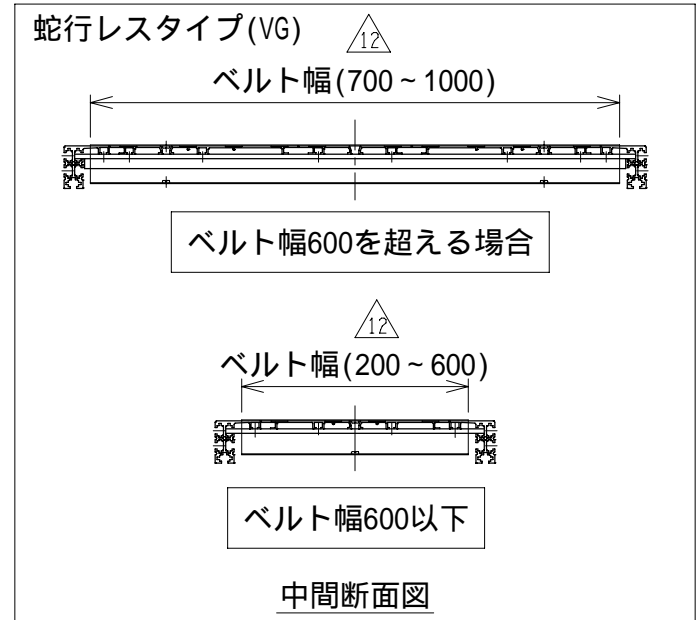 蛇行レスタイプ(VG)
12
ベルト幅(700~1000)
ベルト幅600を超える場合
12
ベルト幅(200~600)
ベルト幅600以下
中間断面図